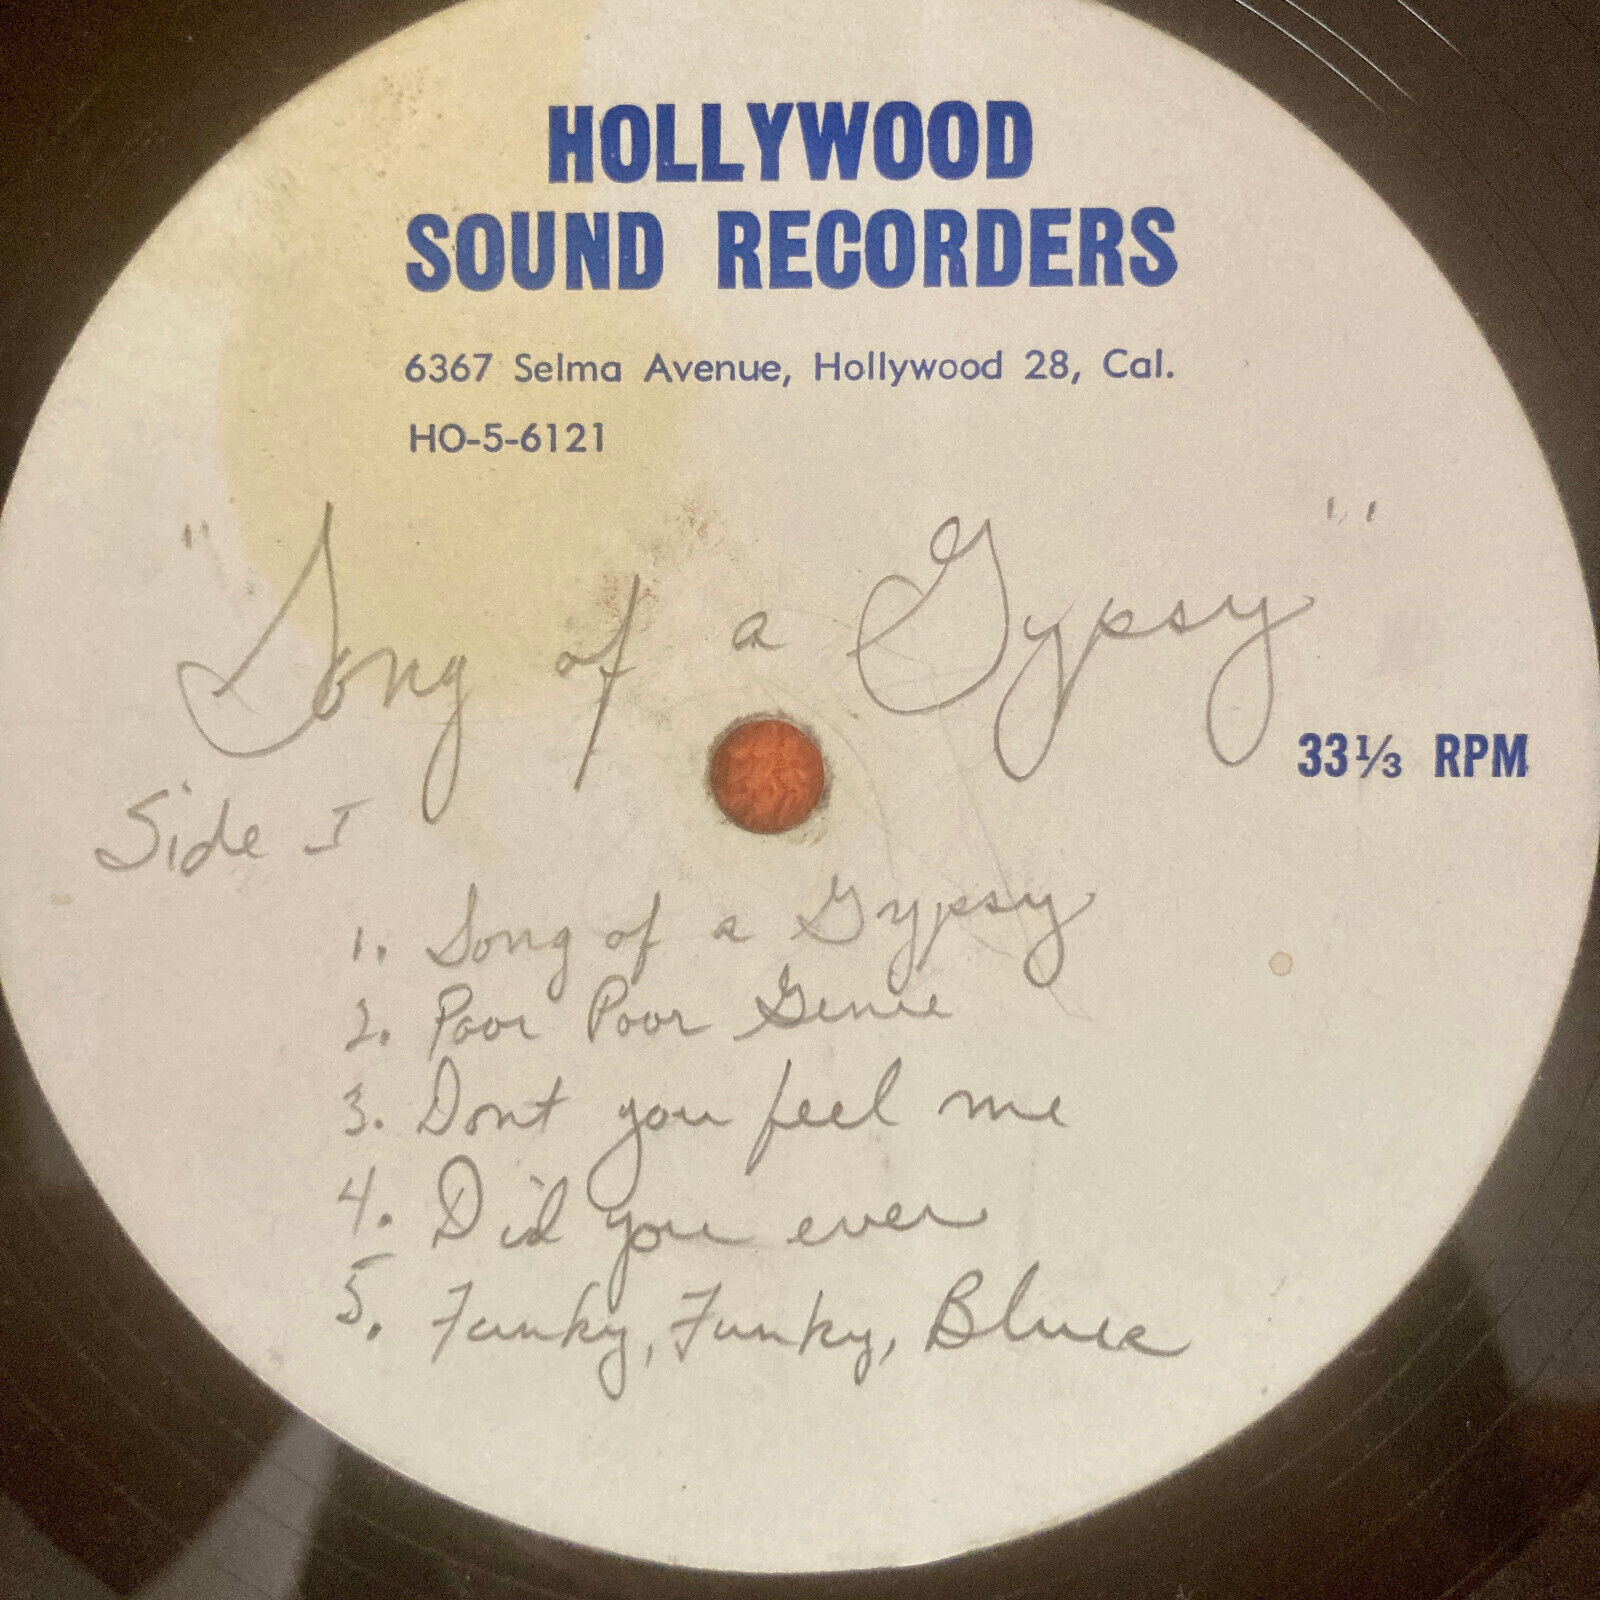 HOLLYWOOD
SOUND RECORDERS
6367 Selma Avenue, Hollywood 28, Cal.
HO-5-6121
"Song of a Gypsy"
33⅓ RPM
Side I
1. Song of a Gypsy
2. Poor Poor Genie
3. Dont you feel me
4. Did you ever
5. Funky, Funky, Blues